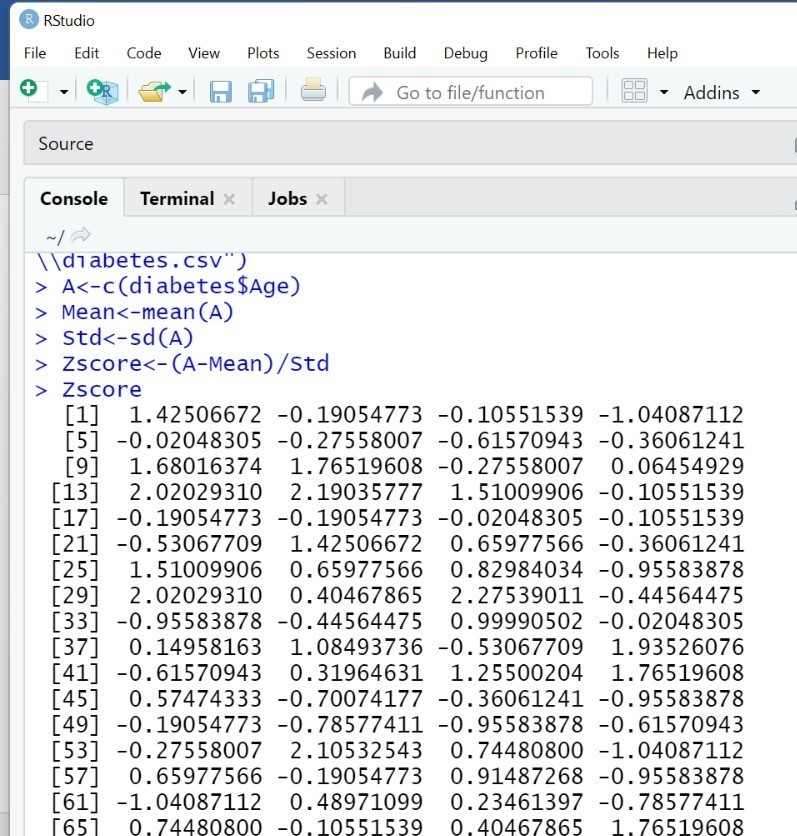 RStudio
File Edit Code View Plots Session Build Debug Profile Tools Help
Go to file/function Addins
Source
Console Terminal Jobs
~/
\\diabetes.csv")
> A<-c(diabetes$Age)
> Mean<-mean(A)
> Std<-sd(A)
> Zscore<-(A-Mean)/Std
> Zscore
[1] 1.42506672 -0.19054773 -0.10551539 -1.04087112
[5] -0.02048305 -0.27558007 -0.61570943 -0.36061241
[9] 1.68016374 1.76519608 -0.27558007 0.06454929
[13] 2.02029310 2.19035777 1.51009906 -0.10551539
[17] -0.19054773 -0.19054773 -0.02048305 -0.10551539
[21] -0.53067709 1.42506672 0.65977566 -0.36061241
[25] 1.51009906 0.65977566 0.82984034 -0.95583878
[29] 2.02029310 0.40467865 2.27539011 -0.44564475
[33] -0.95583878 -0.44564475 0.99990502 -0.02048305
[37] 0.14958163 1.08493736 -0.53067709 1.93526076
[41] -0.61570943 0.31964631 1.25500204 1.76519608
[45] 0.57474333 -0.70074177 -0.36061241 -0.95583878
[49] -0.19054773 -0.78577411 -0.95583878 -0.61570943
[53] -0.27558007 2.10532543 0.74480800 -1.04087112
[57] 0.65977566 -0.19054773 0.91487268 -0.95583878
[61] -1.04087112 0.48971099 0.23461397 -0.78577411
[65] 0.74480800 -0.10551539 0.40467865 1.76519608